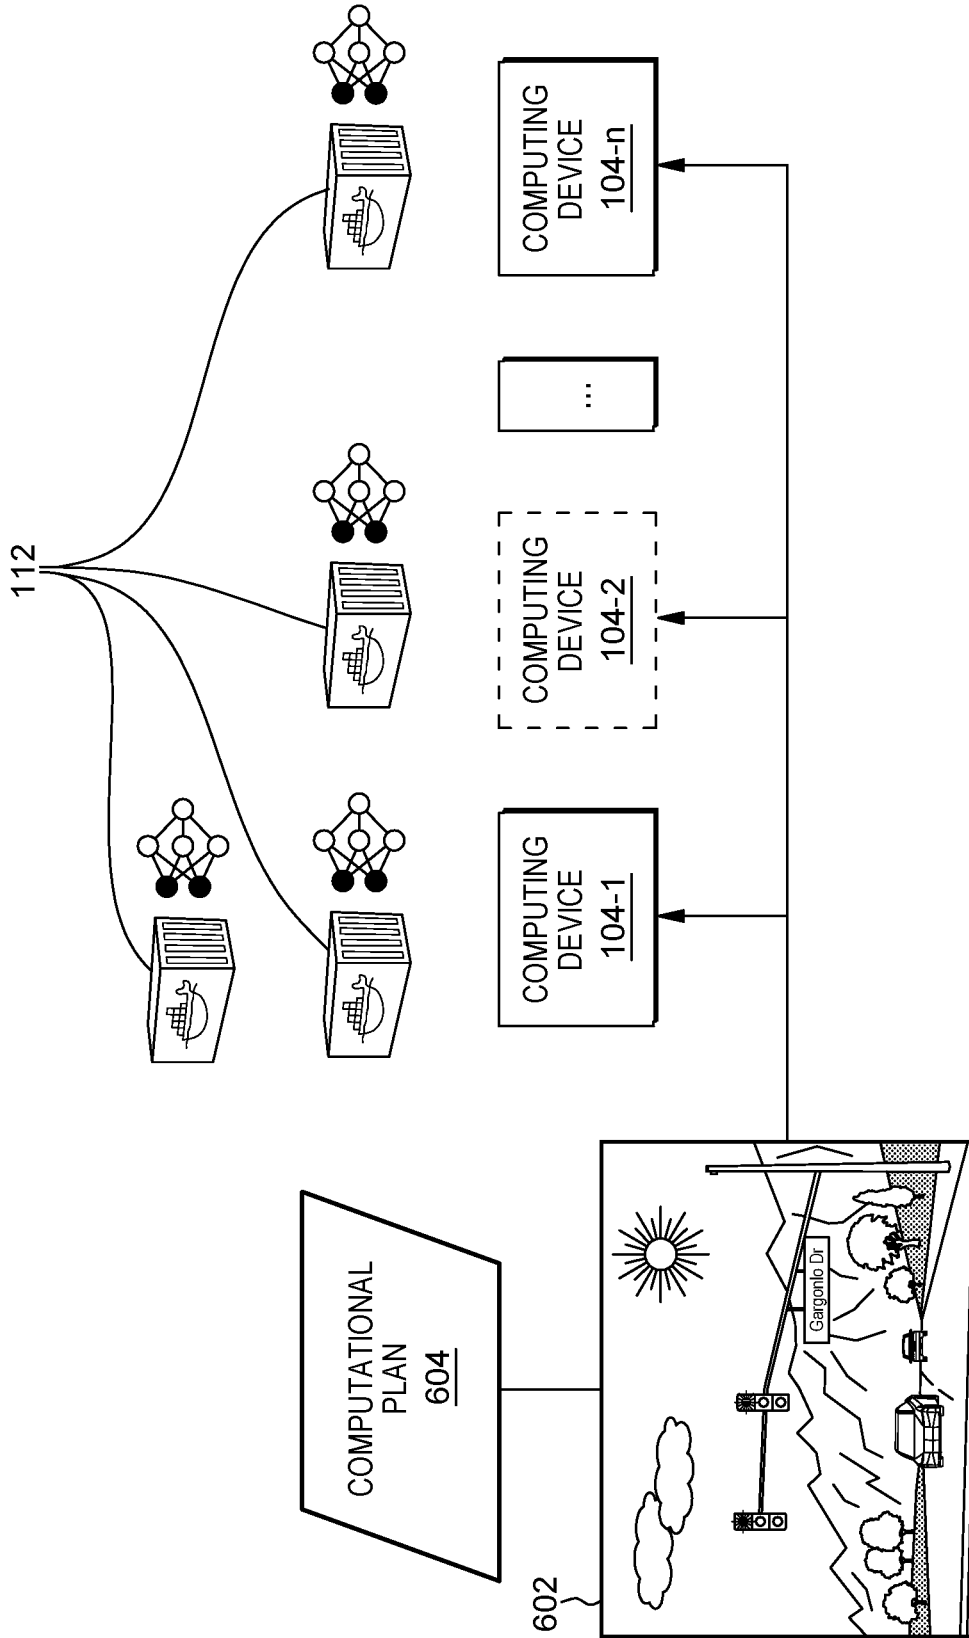 112
COMPUTATIONAL
PLAN
604
COMPUTING
DEVICE
104-1
COMPUTING
DEVICE
104-2
...
COMPUTING
DEVICE
104-n
602
Gargonlo Dr